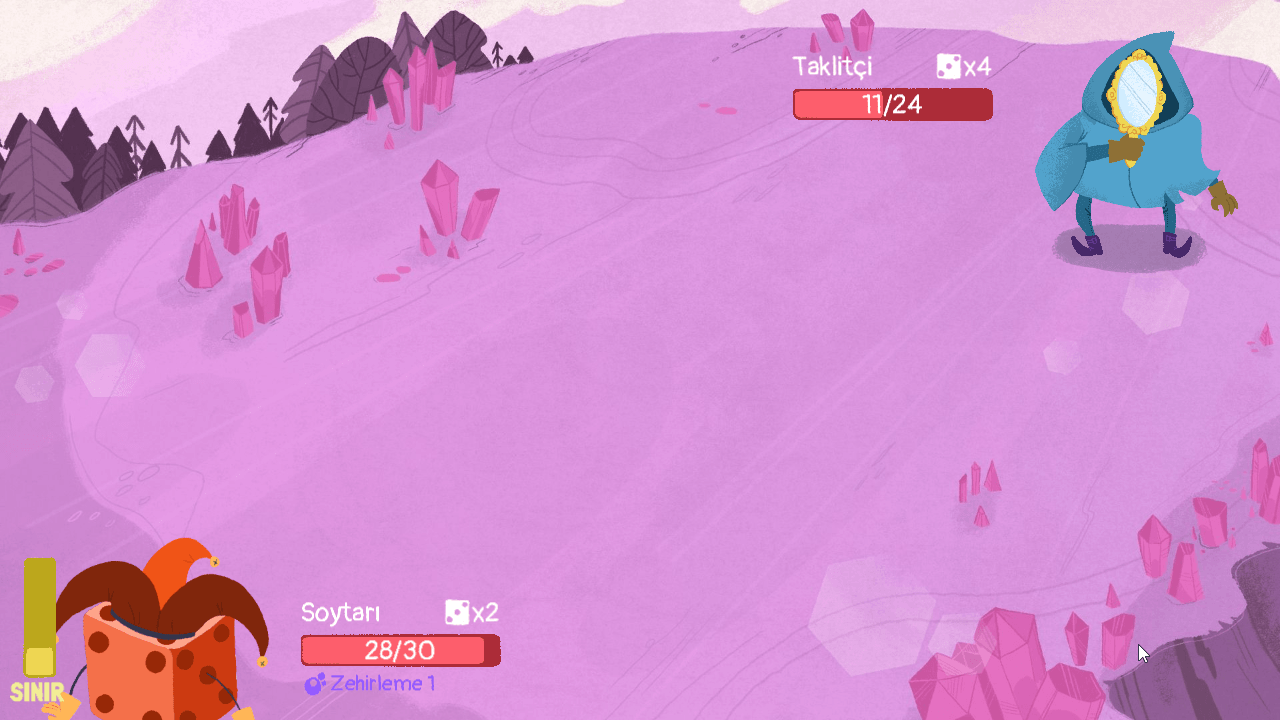 Taklitçi x4
11/24
Soytarı x2
28/30
Zehirleme 1
SINIR